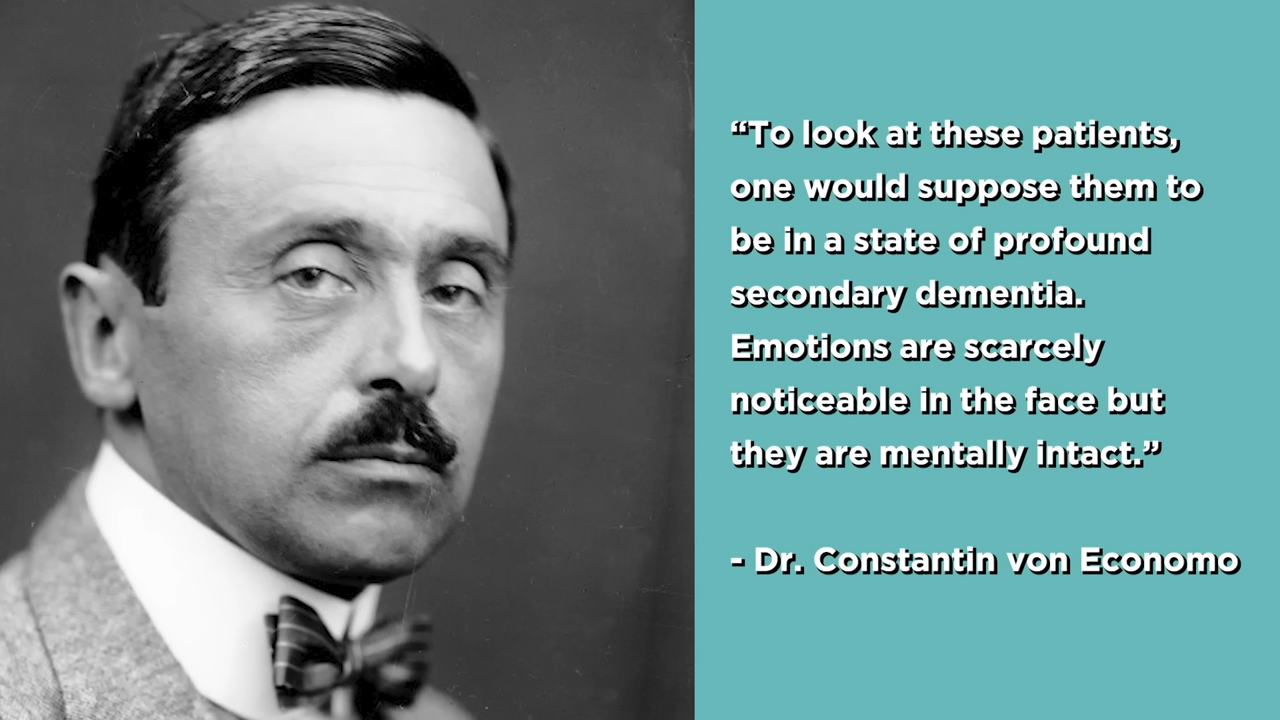 “To look at these patients,
one would suppose them to
be in a state of profound
secondary dementia.
Emotions are scarcely
noticeable in the face but
they are mentally intact.”
- Dr. Constantin von Economo